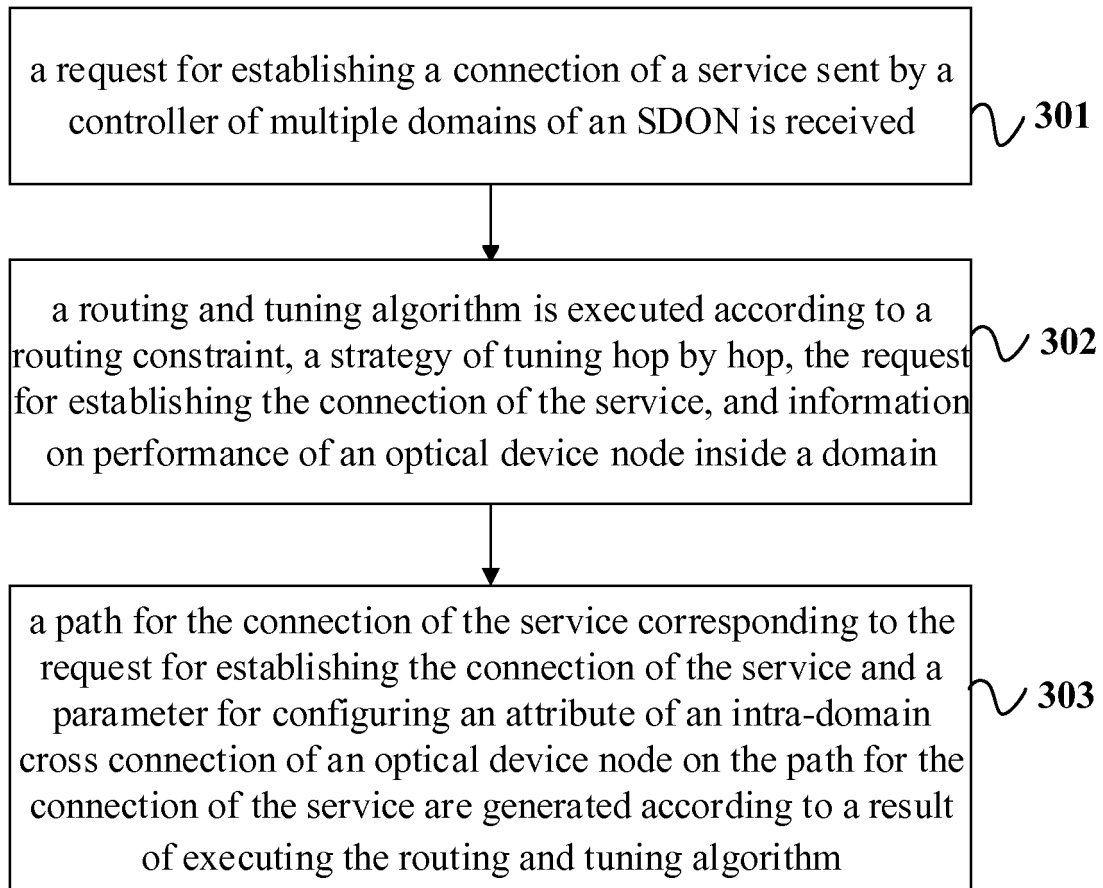 a request for establishing a connection of a service sent by a
controller of multiple domains of an SDON is received
301
a routing and tuning algorithm is executed according to a
routing constraint, a strategy of tuning hop by hop, the request
for establishing the connection of the service, and information
on performance of an optical device node inside a domain
302
a path for the connection of the service corresponding to the
request for establishing the connection of the service and a
parameter for configuring an attribute of an intra-domain
cross connection of an optical device node on the path for the
connection of the service are generated according to a result
of executing the routing and tuning algorithm
303